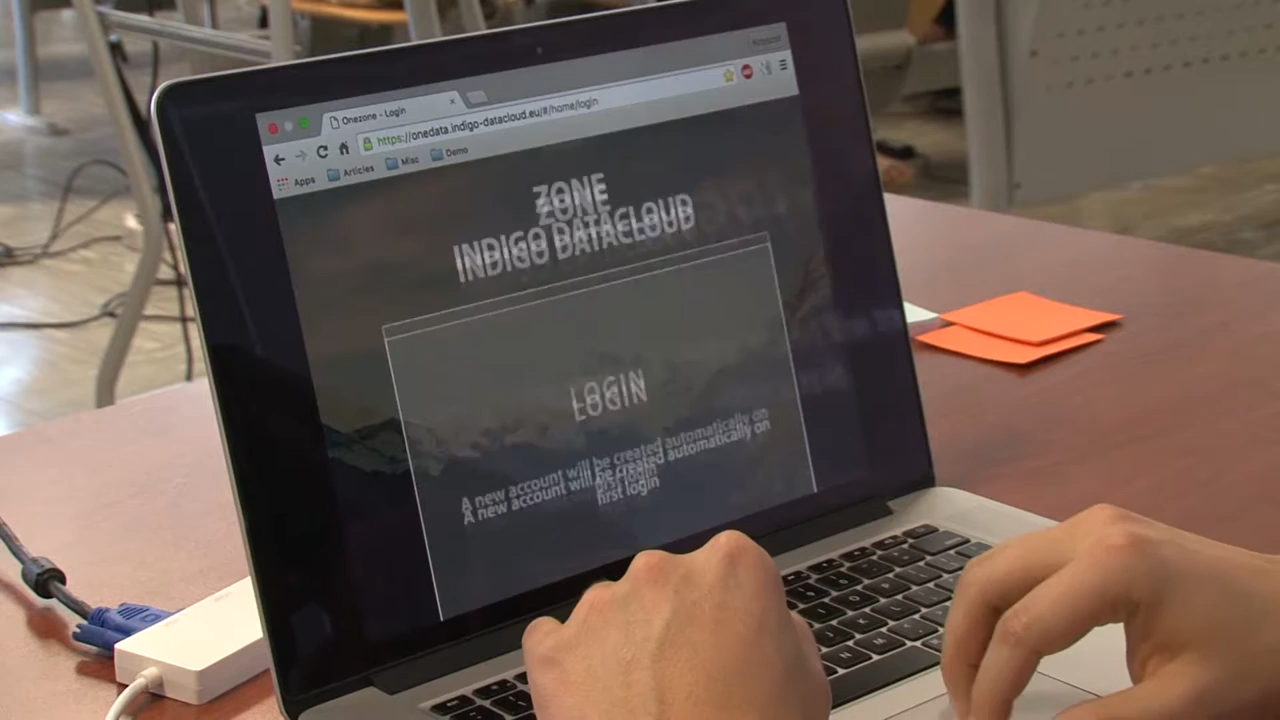 Onezone - Login
https://onedata.indigo-datacloud.eu/#/home/login
Apps Articles Misc Demo
ZONE
INDIGO DATACLOUD
LOGIN
A new account will be created automatically on
first login